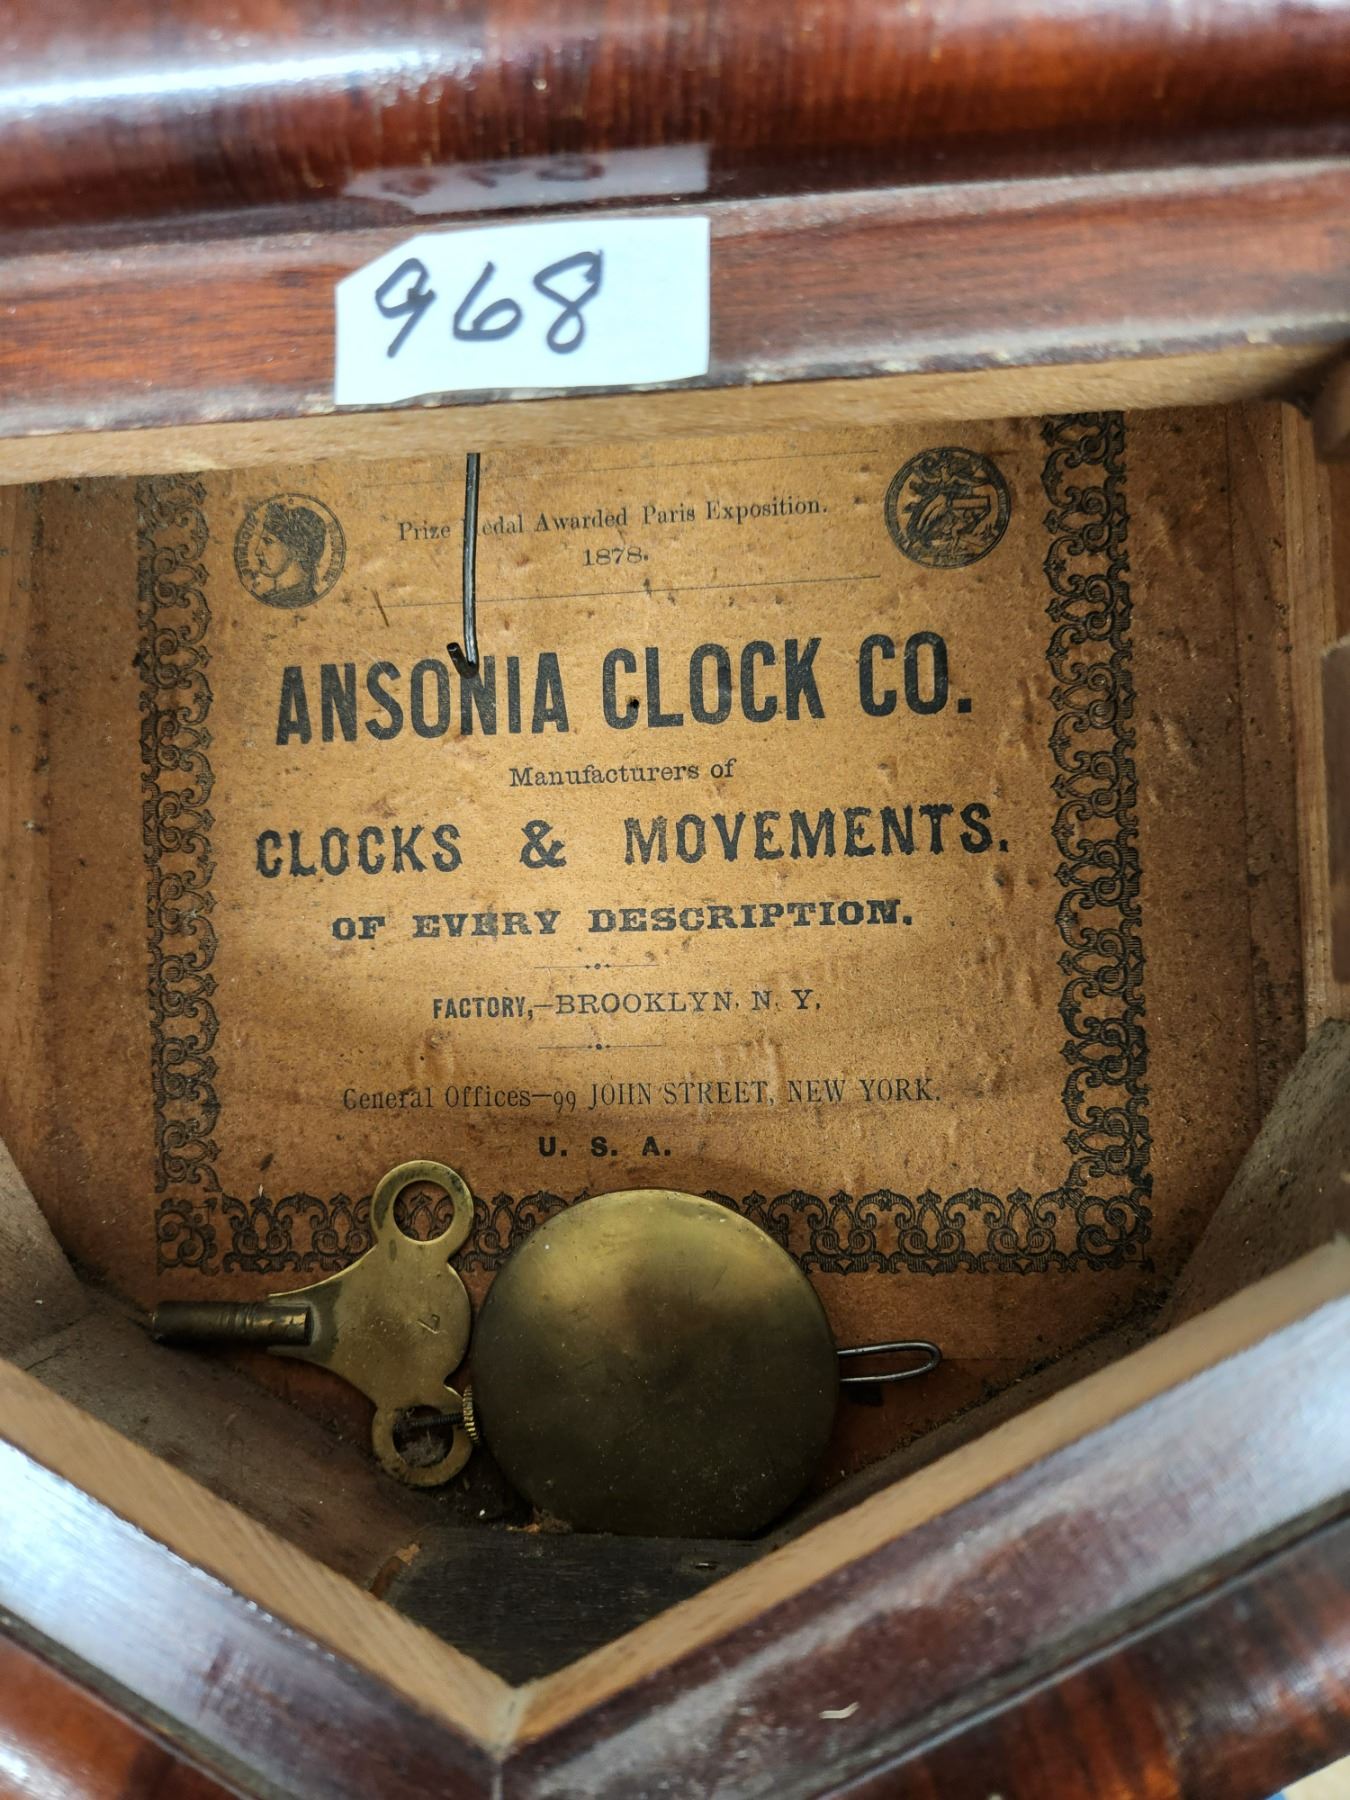 968
Prize Medal Awarded Paris Exposition.
1878.
ANSONIA CLOCK CO.
Manufacturers of
CLOCKS & MOVEMENTS.
OF EVERY DESCRIPTION.
FACTORY,—BROOKLYN, N. Y,
General Offices—99 JOHN STREET, NEW YORK.
U. S. A.
7